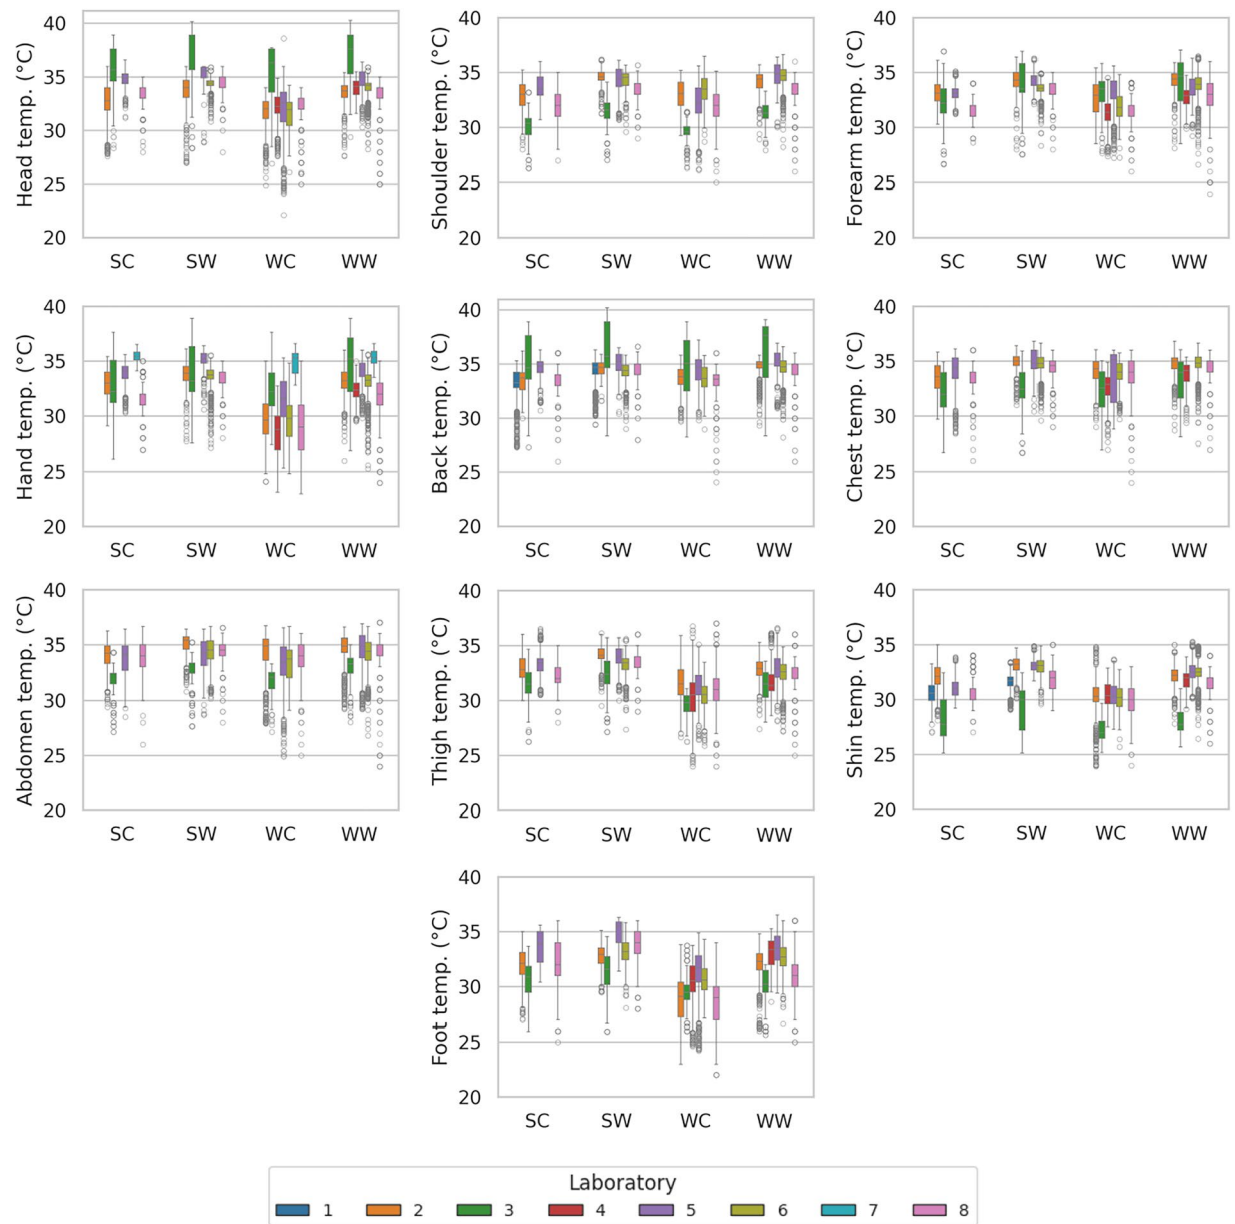 Head temp. (°C)
40
35
30
25
20
SC SW WC WW
Shoulder temp. (°C)
40
35
30
25
20
SC SW WC WW
Forearm temp. (°C)
40
35
30
25
20
SC SW WC WW
Hand temp. (°C)
40
35
30
25
20
SC SW WC WW
Back temp. (°C)
40
35
30
25
20
SC SW WC WW
Chest temp. (°C)
40
35
30
25
20
SC SW WC WW
Abdomen temp. (°C)
40
35
30
25
20
SC SW WC WW
Thigh temp. (°C)
40
35
30
25
20
SC SW WC WW
Shin temp. (°C)
40
35
30
25
20
SC SW WC WW
Foot temp. (°C)
40
35
30
25
20
SC SW WC WW
Laboratory
1 2 3 4 5 6 7 8